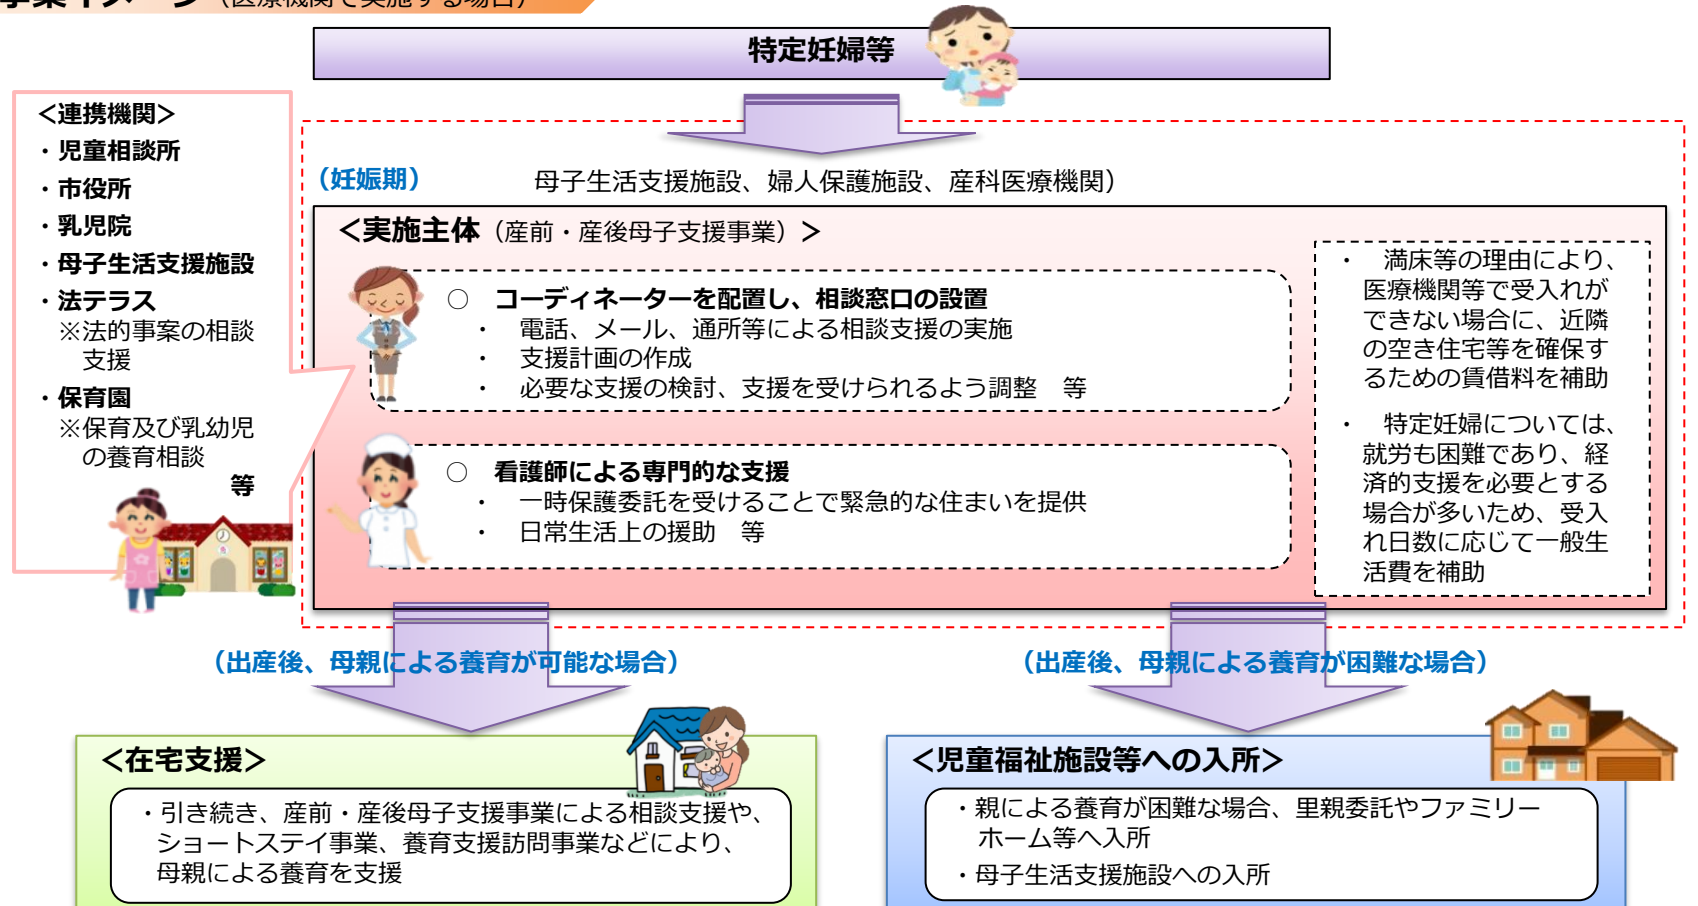 事業イメージ（医療機関で実施する場合）
特定妊婦等
＜連携機関＞
・児童相談所
・市役所
・乳児院
・母子生活支援施設
・法テラス
※法的事案の相談
支援
・保育園
※保育及び乳幼児
の養育相談
等
（妊娠期）
母子生活支援施設、婦人保護施設、産科医療機関）
＜実施主体（産前・産後母子支援事業）＞
○　コーディネーターを配置し、相談窓口の設置
・　電話、メール、通所等による相談支援の実施
・　支援計画の作成
・　必要な支援の検討、支援を受けられるよう調整　等
○　看護師による専門的な支援
・　一時保護委託を受けることで緊急的な住まいを提供
・　日常生活上の援助　等
・　満床等の理由により、
医療機関等で受入れが
できない場合に、近隣
の空き住宅等を確保す
るための賃借料を補助
・　特定妊婦については、
就労も困難であり、経
済的支援を必要とする
場合が多いため、受入
れ日数に応じて一般生
活費を補助
（出産後、母親による養育が可能な場合）
（出産後、母親による養育が困難な場合）
＜在宅支援＞
・引き続き、産前・産後母子支援事業による相談支援や、
ショートステイ事業、養育支援訪問事業などにより、
母親による養育を支援
＜児童福祉施設等への入所＞
・親による養育が困難な場合、里親委託やファミリー
ホーム等へ入所
・母子生活支援施設への入所